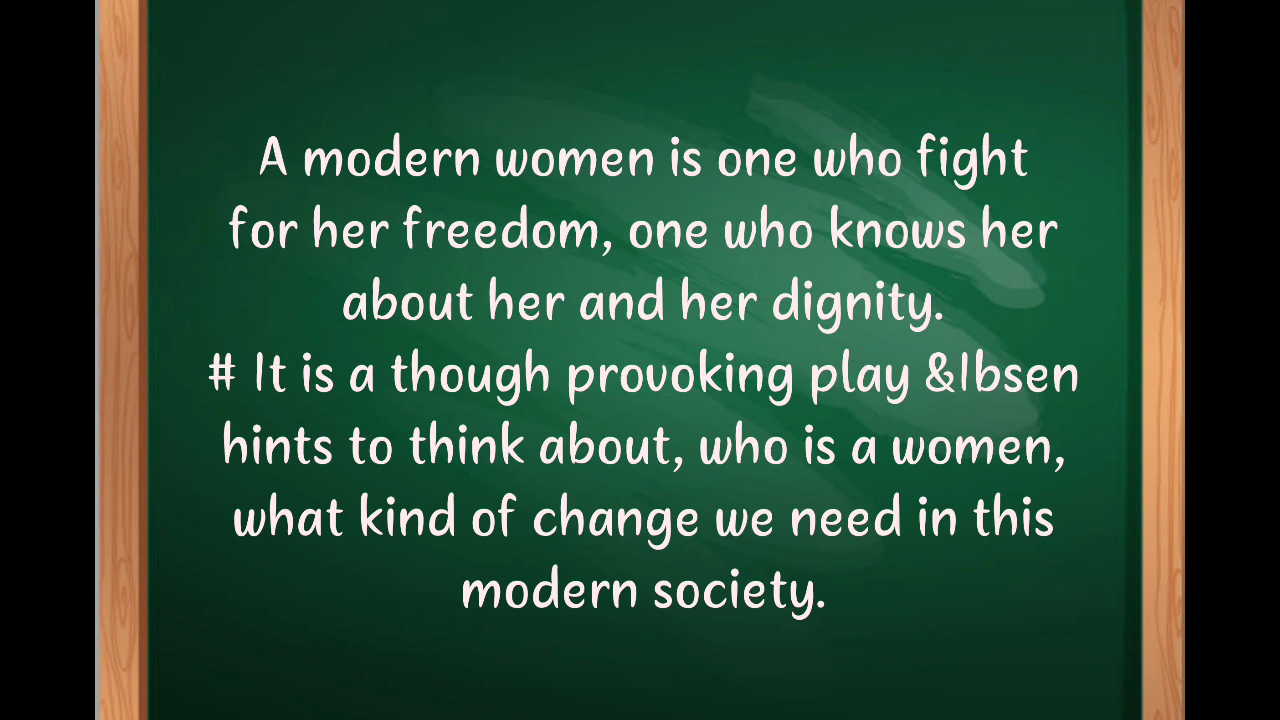 A modern women is one who fight
for her freedom, one who knows her
about her and her dignity.
# It is a though provoking play &Ibsen
hints to think about, who is a women,
what kind of change we need in this
modern society.